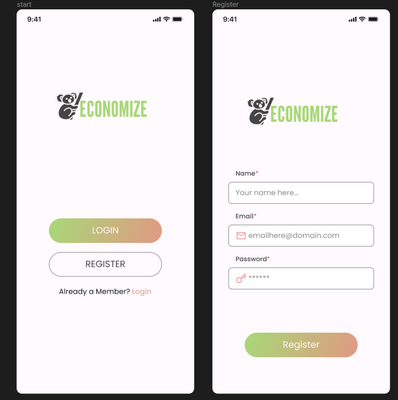 start
9:41
ECONOMIZE
LOGIN
REGISTER
Already a Member? Login
Register
9:41
ECONOMIZE
Name*
Your name here...
Email*
emailhere@domain.com
Password*
******
Register